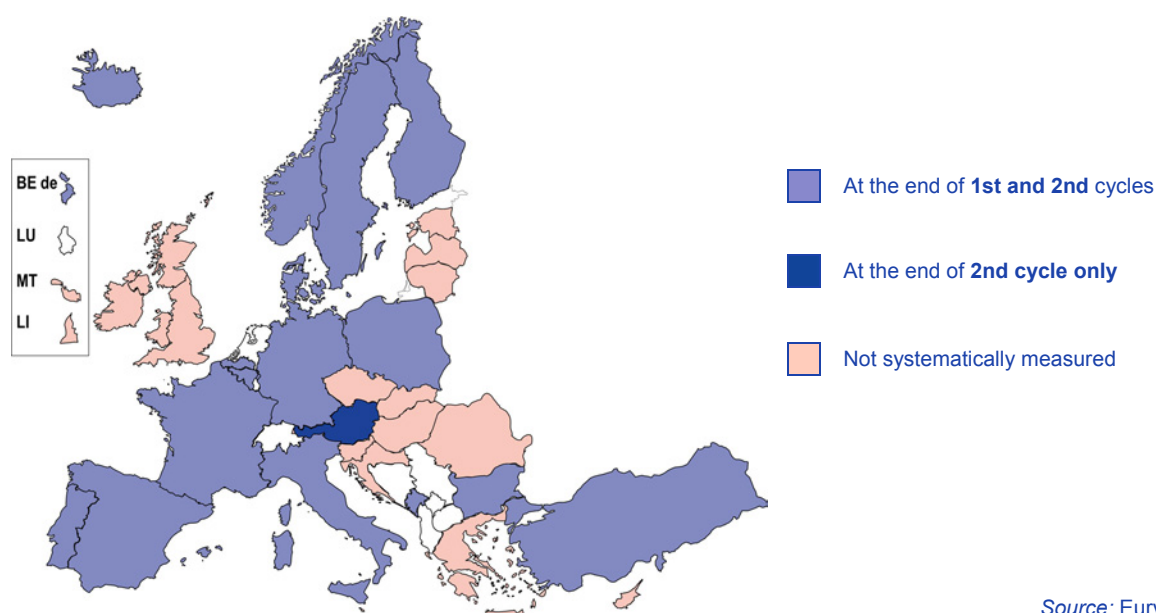 BE de
LU
MT
LI
At the end of 1st and 2nd cycles
At the end of 2nd cycle only
Not systematically measured
Source: